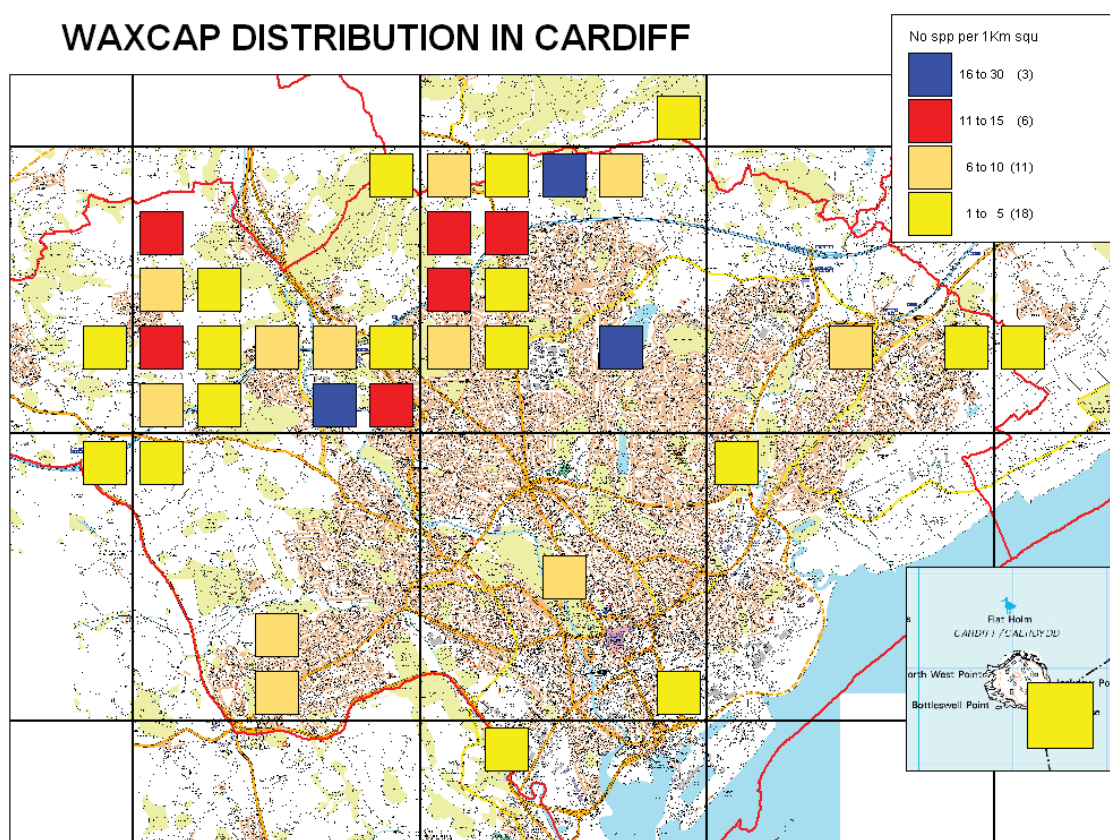 WAXCAP DISTRIBUTION IN CARDIFF
No spp per 1Km squ
16 to 30 (3)
11 to 15 (6)
6 to 10 (11)
1 to 5 (18)
Flat Holm
CARDIFF/CAERDYDD
orth West Point
Bottleswell Point